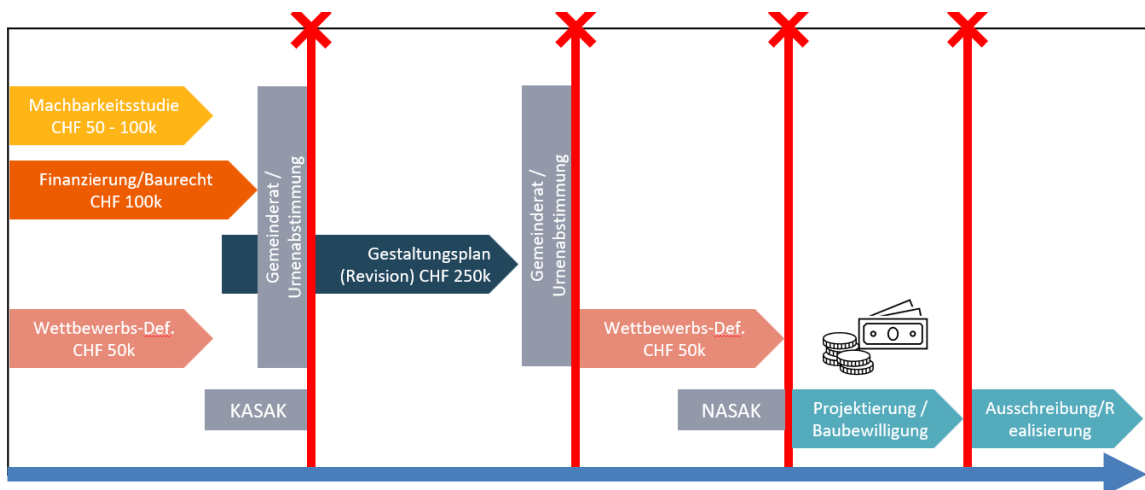 Machbarkeitsstudie
CHF 50 - 100k
Finanzierung/Baurecht
CHF 100k
Gemeinderat /
Urnenabstimmung
Gestaltungsplan
(Revision) CHF 250k
Gemeinderat /
Urnenabstimmung
Wettbewerbs-Def.
CHF 50k
Wettbewerbs-Def.
CHF 50k
KASAK
NASAK
Projektierung /
Baubewilligung
Ausschreibung/R
ealisierung